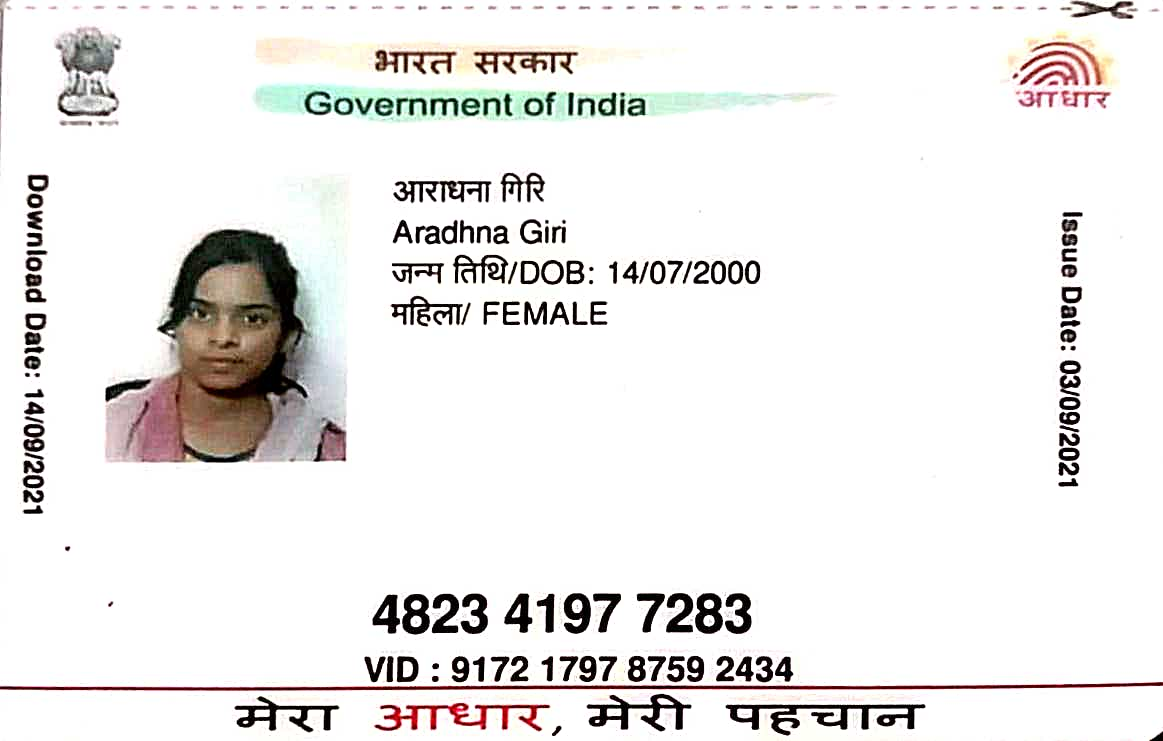 भारत सरकार
Government of India
आधार
Download Date: 14/09/2021
आराधना गिरि
Aradhna Giri
जन्म तिथि/DOB: 14/07/2000
महिला/ FEMALE
Issue Date: 03/09/2021
4823 4197 7283
VID : 9172 1797 8759 2434
मेरा आधार, मेरी पहचान